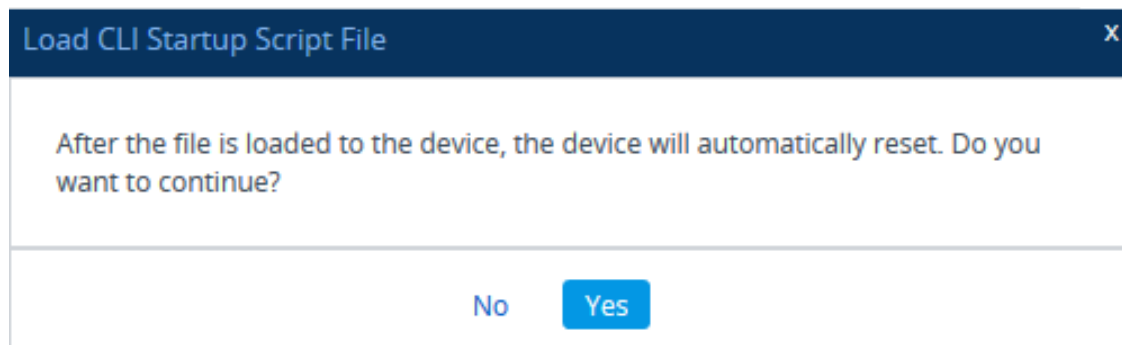 Load CLI Startup Script File
x
After the file is loaded to the device, the device will automatically reset. Do you
want to continue?
No
Yes